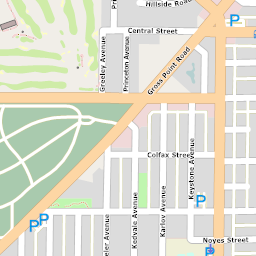 Hillside Road
P
Central Street
Greeley Avenue
Princeton Avenue
Gross Point Road
Colfax Street
Keystone Avenue
Kedvale Avenue
Karlov Avenue
P
P
P
Noyes Street
P